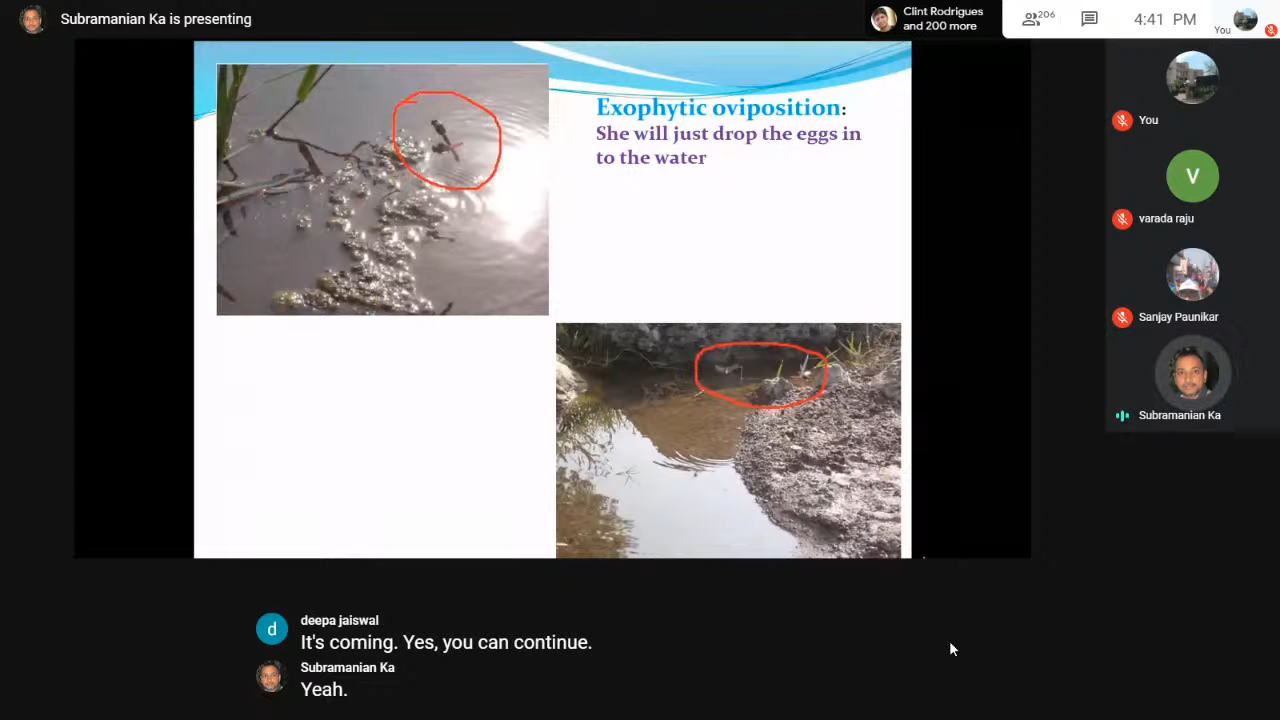 Subramanian Ka is presenting
Clint Rodrigues
and 200 more
206
4:41 PM
You
Exophytic oviposition:
She will just drop the eggs in
to the water
You
V
varada raju
Sanjay Paunikar
Subramanian Ka
d
deepa jaiswal
It's coming. Yes, you can continue.
Subramanian Ka
Yeah.